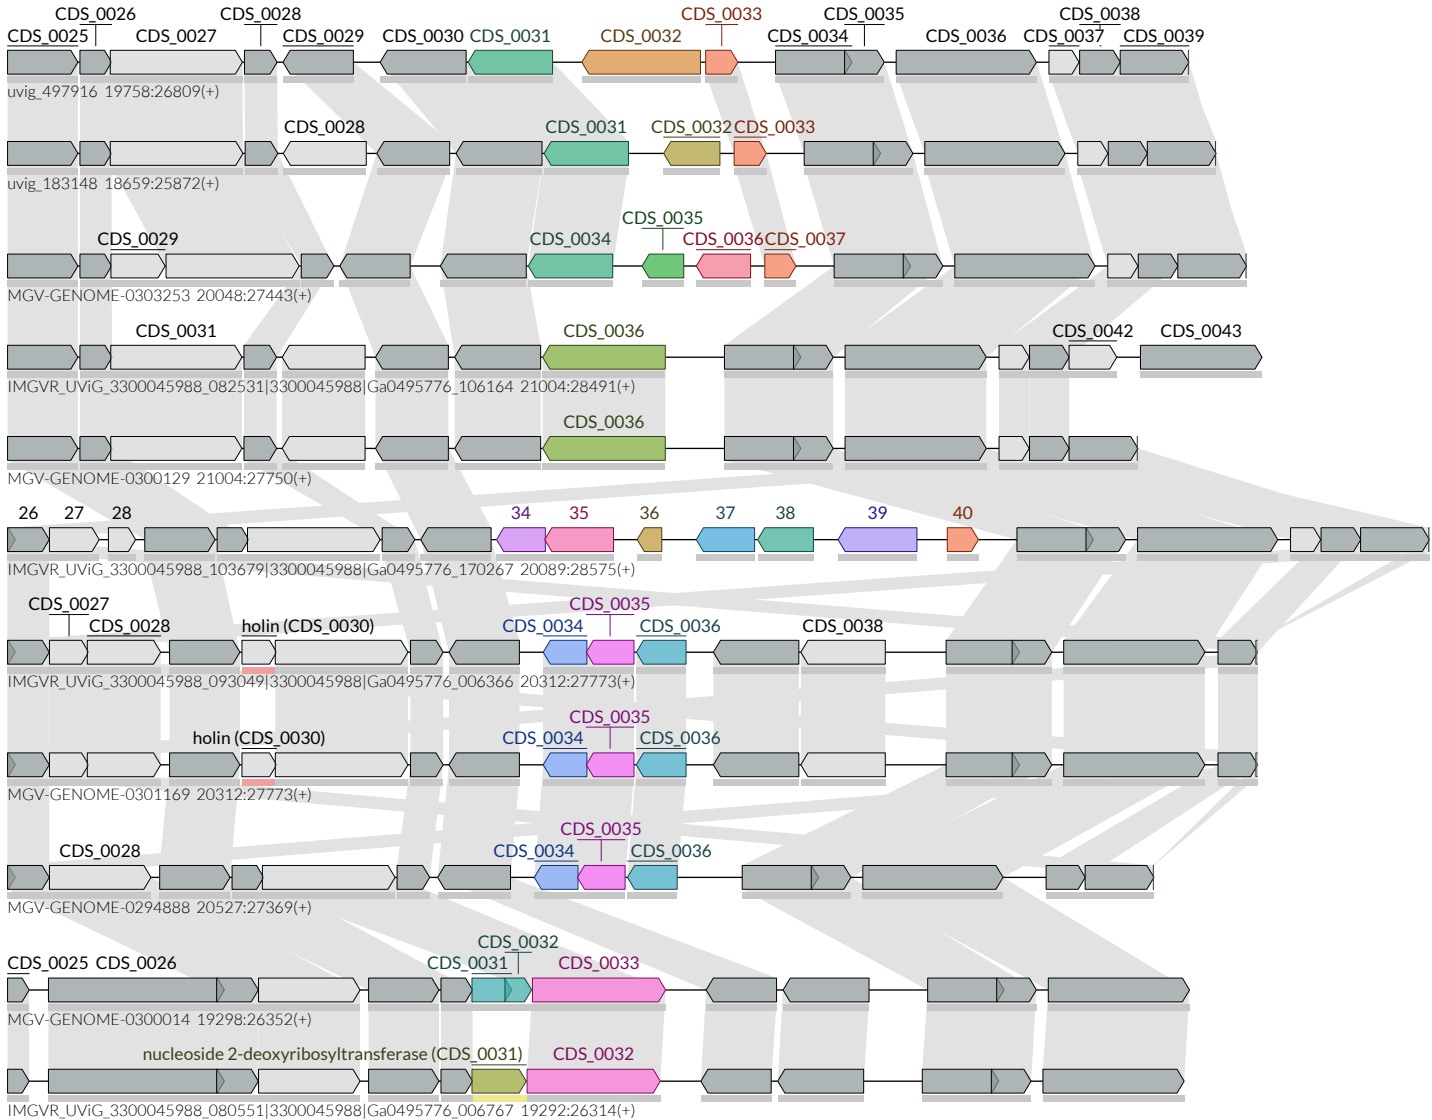 CDS_0026 CDS_0028 CDS_0033 CDS_0035 CDS_0038
CDS_0025 CDS_0027 CDS_0029 CDS_0030 CDS_0031 CDS_0032 CDS_0034 CDS_0036 CDS_0037 CDS_0039
uvig_497916 19758:26809(+)
CDS_0028 CDS_0031 CDS_0032 CDS_0033
uvig_183148 18659:25872(+)
CDS_0035
CDS_0029 CDS_0034 CDS_0036 CDS_0037
MGV-GENOME-0303253 20048:27443(+)
CDS_0031 CDS_0036 CDS_0042 CDS_0043
IMGVR_UViG_3300045988_082531|3300045988|Ga0495776_106164 21004:28491(+)
CDS_0036
MGV-GENOME-0300129 21004:27750(+)
26 27 28 34 35 36 37 38 39 40
IMGVR_UViG_3300045988_103679|3300045988|Ga0495776_170267 20089:28575(+)
CDS_0027 CDS_0035
CDS_0028 holin (CDS_0030) CDS_0034 CDS_0036 CDS_0038
IMGVR_UViG_3300045988_093049|3300045988|Ga0495776_006366 20312:27773(+)
CDS_0035
holin (CDS_0030) CDS_0034 CDS_0036
MGV-GENOME-0301169 20312:27773(+)
CDS_0035
CDS_0028 CDS_0034 CDS_0036
MGV-GENOME-0294888 20527:27369(+)
CDS_0032
CDS_0025 CDS_0026 CDS_0031 CDS_0033
MGV-GENOME-0300014 19298:26352(+)
nucleoside 2-deoxyribosyltransferase (CDS_0031) CDS_0032
IMGVR_UViG_3300045988_080551|3300045988|Ga0495776_006767 19292:26314(+)